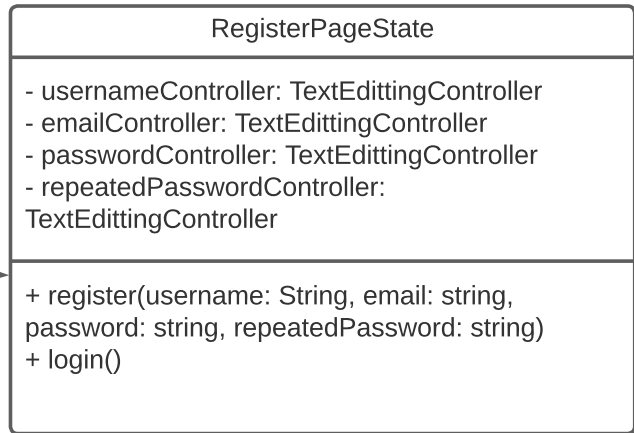 RegisterPageState
- usernameController: TextEdittingController
- emailController: TextEdittingController
- passwordController: TextEdittingController
- repeatedPasswordController:
TextEdittingController
+ register(username: String, email: string,
password: string, repeatedPassword: string)
+ login()